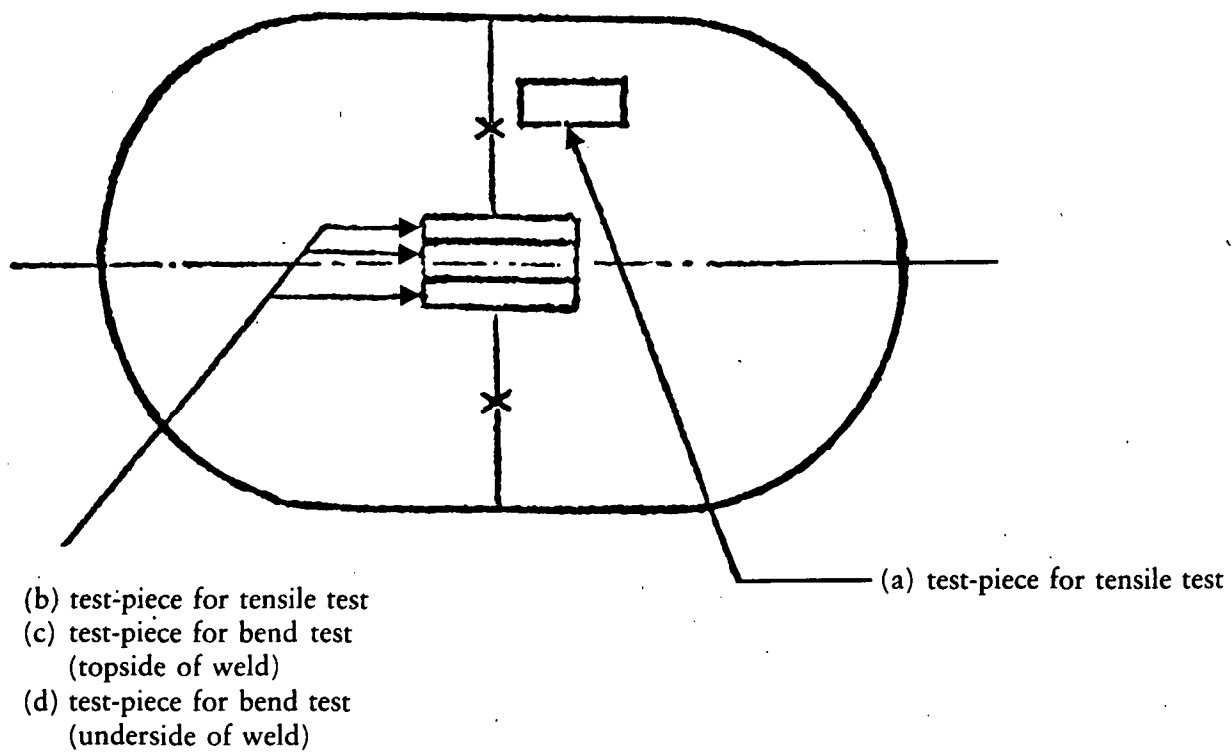 (a) test-piece for tensile test
(b) test-piece for tensile test
(c) test-piece for bend test
(topside of weld)
(d) test-piece for bend test
(underside of weld)